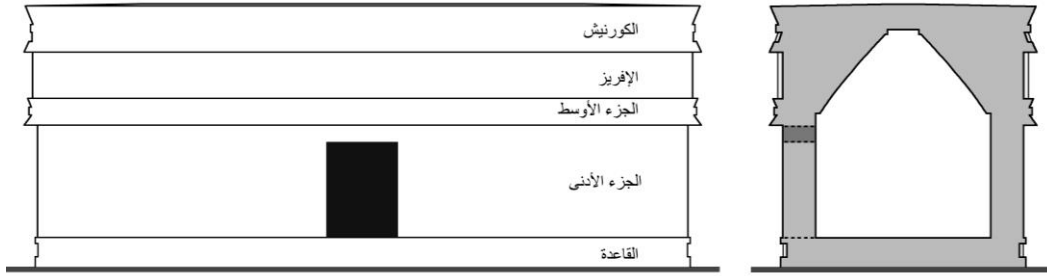 الكورنيش
الإفريز
الجزء الأوسط
الجزء الأدنى
القاعدة